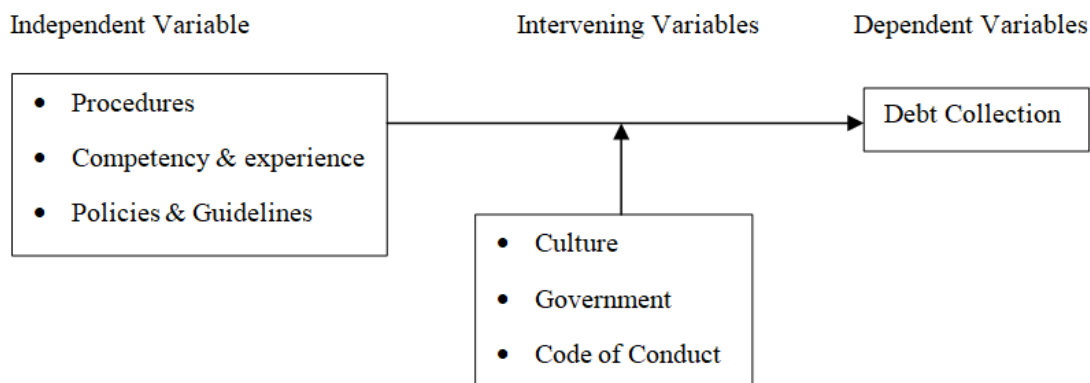 Independent Variable
Intervening Variables
Dependent Variables
• Procedures
• Competency & experience
• Policies & Guidelines
Debt Collection
• Culture
• Government
• Code of Conduct